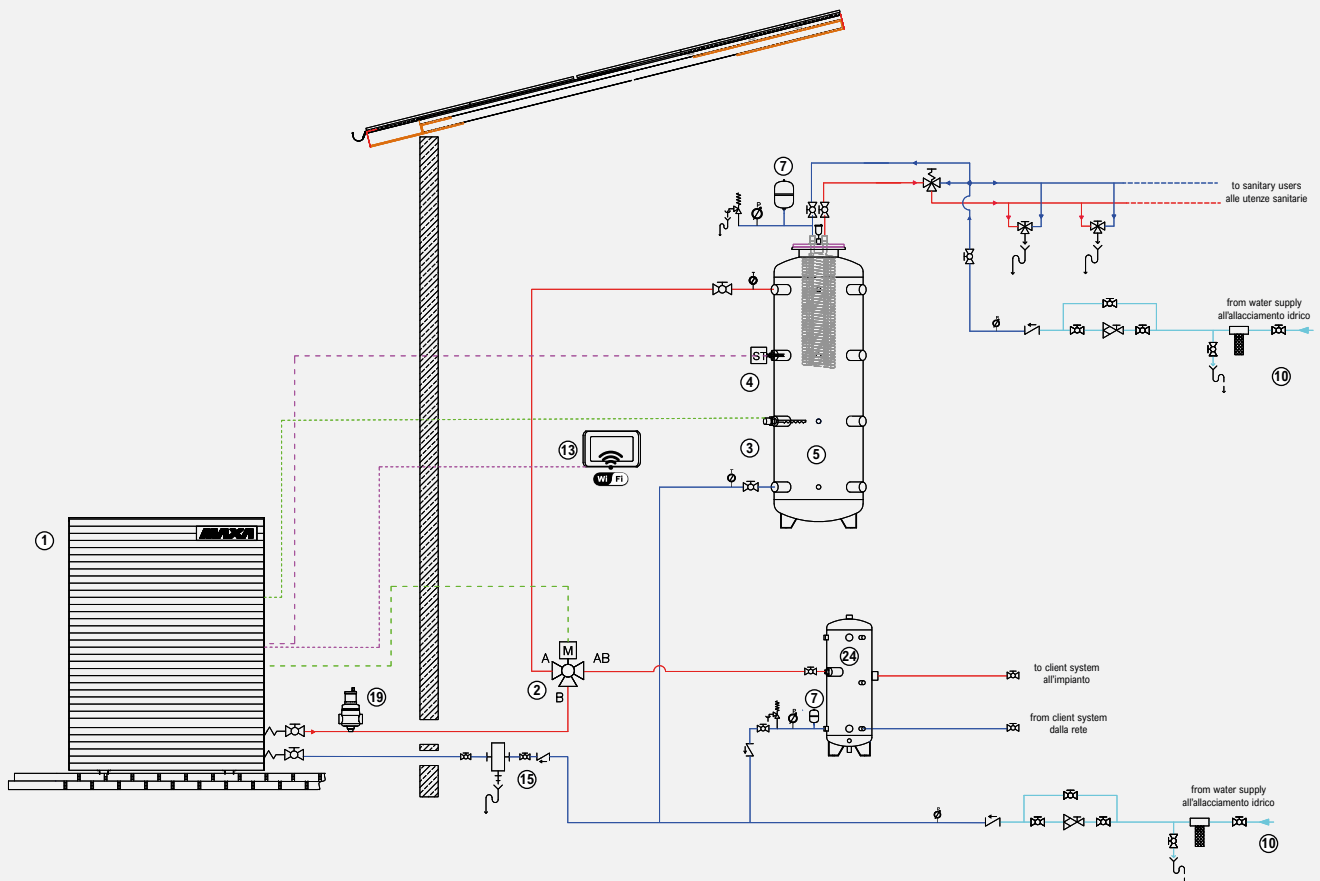 7
to sanitary users
alle utenze sanitarie
P
T
from water supply
all'allacciamento idrico
10
ST
4
13
Wi Fi
3
5
T
1
MAXA
M
A
AB
2
B
24
to client system
all'impianto
19
7
P
from client system
dalla rete
15
from water supply
all'allacciamento idrico
10